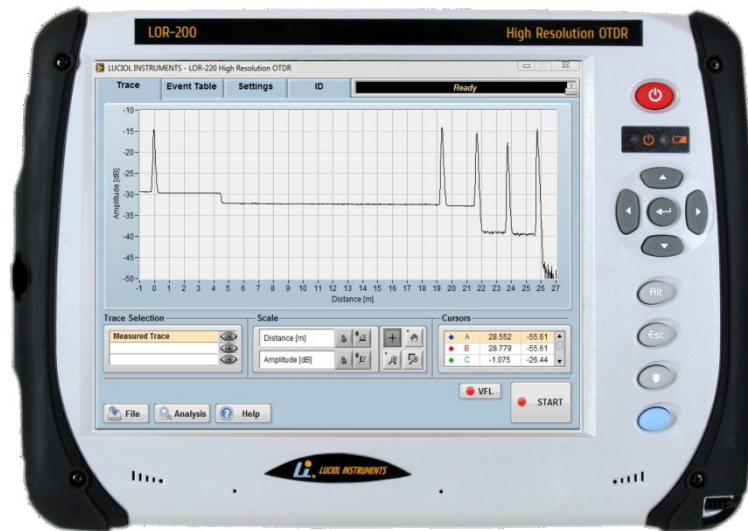 LOR-200
High Resolution OTDR
LUCIOL INSTRUMENTS - LOR-220 High Resolution OTDR
Trace Event Table Settings ID Ready
-10
-15
-20
-25
-30
-35
-40
-45
-50
Amplitude [dB]
-1 0 1 2 3 4 5 6 7 8 9 10 11 12 13 14 15 16 17 18 19 20 21 22 23 24 25 26 27
Distance [m]
Trace Selection
Measured Trace
Scale
Distance [m]
Amplitude [dB]
Cursors
A 28.552 -55.61
B 28.779 -55.61
C -1.075 -26.44
VFL
START
File Analysis Help
Alt
Esc
Li. LUCIOL INSTRUMENTS